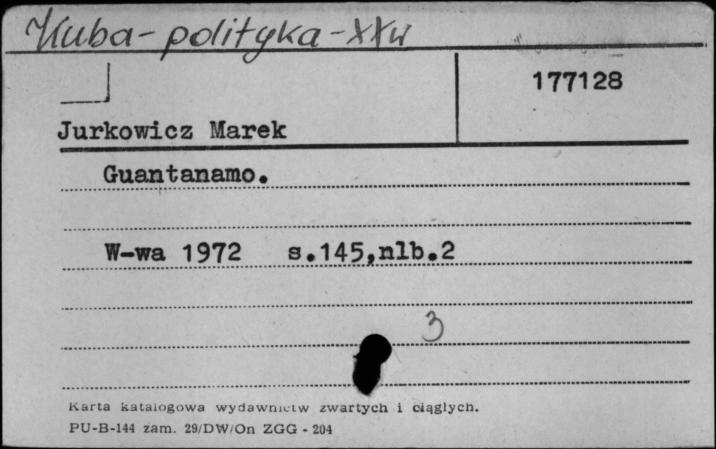 Kuba - polityka - XXw
177128
Jurkowicz Marek
Guantanamo.
W-wa 1972 s.145,nlb.2
3
Karta katalogowa wydawnictw zwartych i ciągłych.
PU-B-144 zam. 29/DW/On ZGG - 204